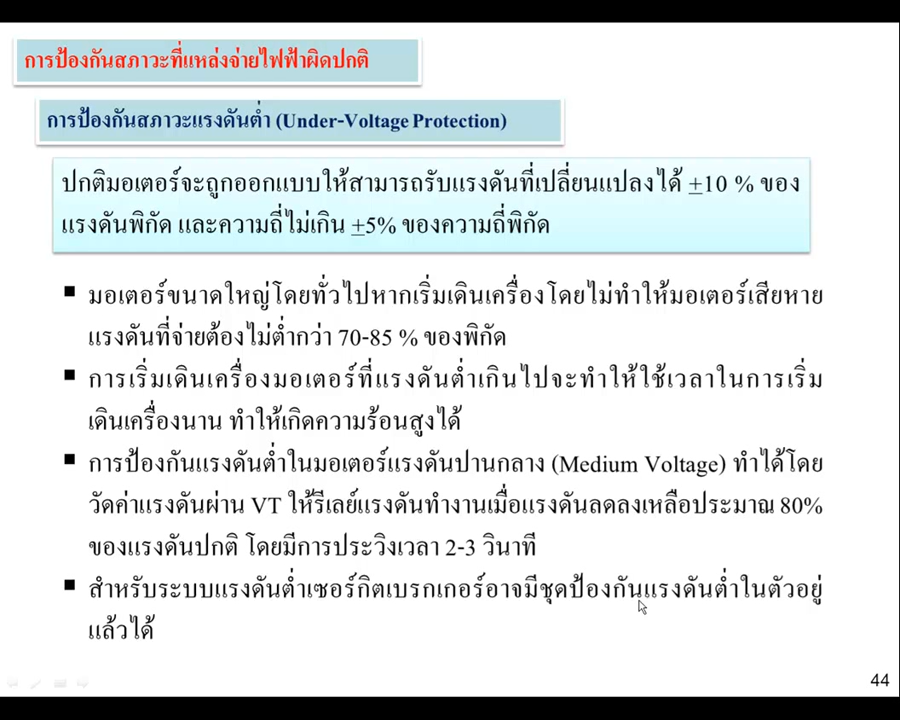 การป้องกันสภาวะที่แหล่งจ่ายไฟฟ้าผิดปกติ
การป้องกันสภาวะแรงดันต่ำ (Under-Voltage Protection)
ปกติมอเตอร์จะถูกออกแบบให้สามารถรับแรงดันที่เปลี่ยนแปลงได้ ±10 % ของ
แรงดันพิกัด และความถี่ไม่เกิน ±5% ของความถี่พิกัด
▪ มอเตอร์ขนาดใหญ่โดยทั่วไปหากเริ่มเดินเครื่องโดยไม่ทำให้มอเตอร์เสียหาย
แรงดันที่จ่ายต้องไม่ต่ำกว่า 70-85 % ของพิกัด
▪ การเริ่มเดินเครื่องมอเตอร์ที่แรงดันต่ำเกินไปจะทำให้ใช้เวลาในการเริ่ม
เดินเครื่องนาน ทำให้เกิดความร้อนสูงได้
▪ การป้องกันแรงดันต่ำในมอเตอร์แรงดันปานกลาง (Medium Voltage) ทำได้โดย
วัดค่าแรงดันผ่าน VT ให้รีเลย์แรงดันทำงานเมื่อแรงดันลดลงเหลือประมาณ 80%
ของแรงดันปกติ โดยมีการประวิงเวลา 2-3 วินาที
▪ สำหรับระบบแรงดันต่ำเซอร์กิตเบรกเกอร์อาจมีชุดป้องกันแรงดันต่ำในตัวอยู่
แล้วได้
44